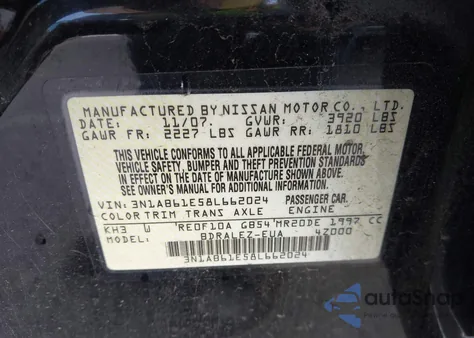 MANUFACTURED BY NISSAN MOTOR CO., LTD.
DATE: 11/07. GVWR: 3920 LBS
GAWR FR: 2227 LBS GAWR RR: 1810 LBS
THIS VEHICLE CONFORMS TO ALL APPLICABLE FEDERAL MOTOR
VEHICLE SAFETY, BUMPER AND THEFT PREVENTION STANDARDS
IN EFFECT ON THE DATE OF MANUFACTURE SHOWN ABOVE.
SEE OWNER'S MANUAL FOR ADDITIONAL INFORMATION.
VIN: 3N1AB61E58L662024 PASSENGER CAR.
COLOR TRIM TRANS AXLE ENGINE
KH3 W RE0F10A GB54 MR20DE 1997 CC
MODEL: BDRALEZ-EUA 4Z000
3N1AB61E58L662024
autoSnap